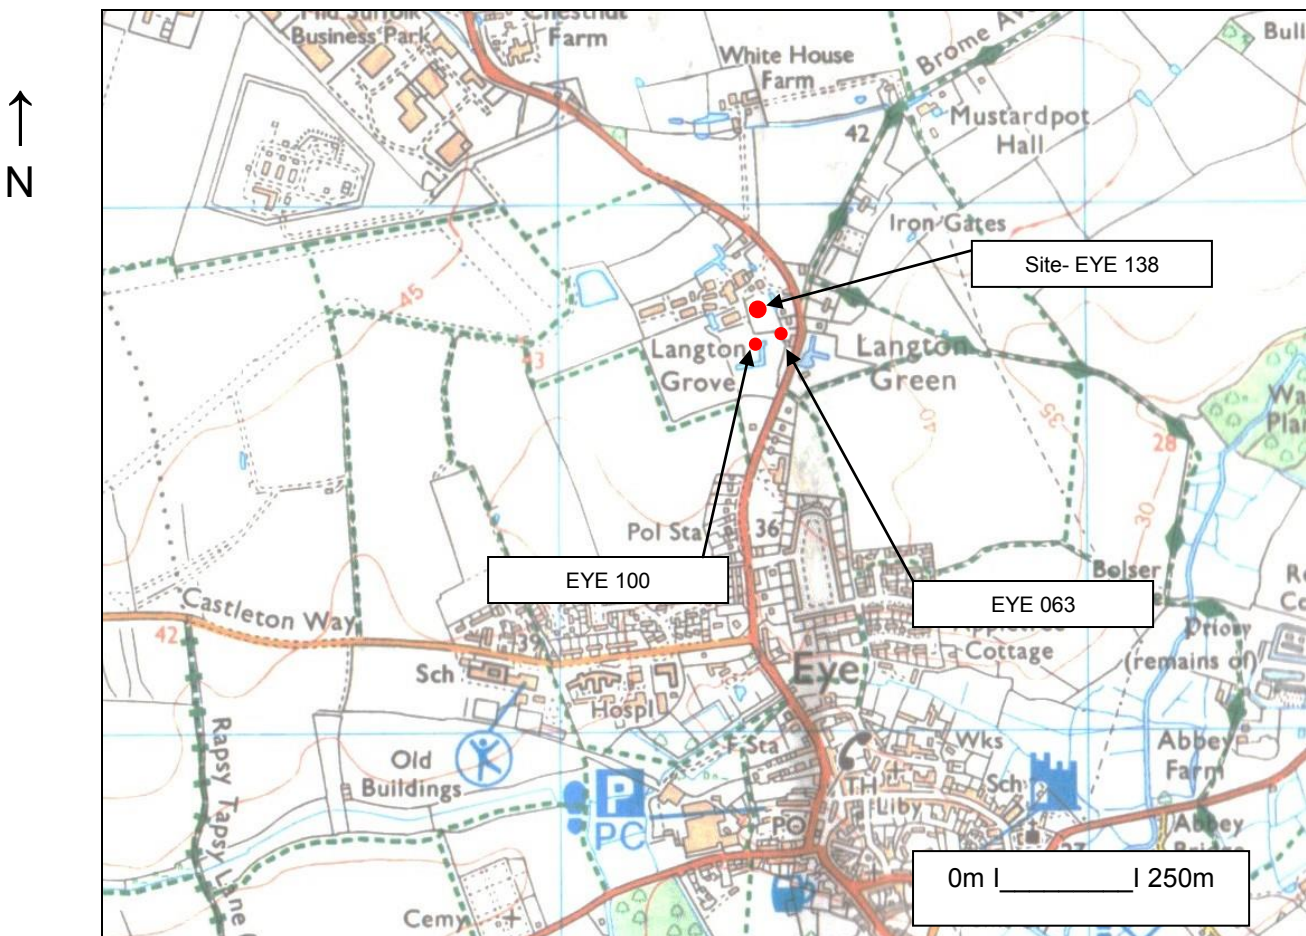 Mid Suffolk
Business Park
Chestnut
Farm
White House
Farm
Brome
Bull
Mustardpot
Hall
42
N
Iron Gates
Site- EYE 138
45
43
Langton
Grove
Langton
Green
40
35
28
30
Pol Sta
36
EYE 100
EYE 063
Bolser
Castleton Way
42
39
Cottage
Priory
(remains of)
Sch
Eye
Hospl
Rapsy Tapsy Lane
Old
Buildings
F Sta
Wks
Sch
Abbey
Farm
P
PC
TH
Liby
PO
Abbey
27
0m I_________I 250m
Cemy